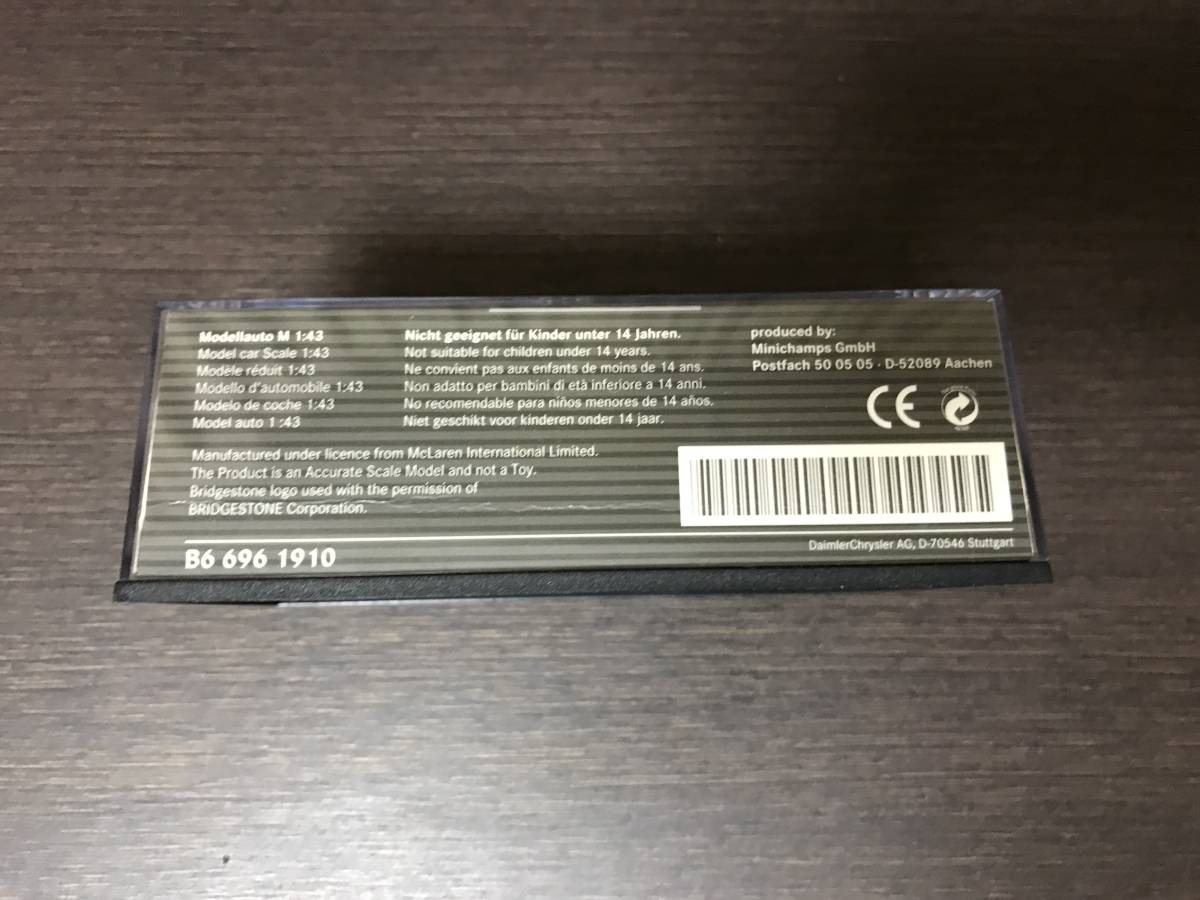 Modellauto M 1:43
Model car Scale 1:43
Modèle réduit 1:43
Modello d'automobile 1:43
Modelo de coche 1:43
Model auto 1:43
Nicht geeignet für Kinder unter 14 Jahren.
Not suitable for children under 14 years.
Ne convient pas aux enfants de moins de 14 ans.
Non adatto per bambini di età inferiore a 14 anni.
No recomendable para niños menores de 14 años.
Niet geschikt voor kinderen onder 14 jaar.
produced by:
Minichamps GmbH
Postfach 50 05 05 · D-52089 Aachen
CE
Manufactured under licence from McLaren International Limited.
The Product is an Accurate Scale Model and not a Toy.
Bridgestone logo used with the permission of
BRIDGESTONE Corporation.
B6 696 1910
DaimlerChrysler AG, D-70546 Stuttgart